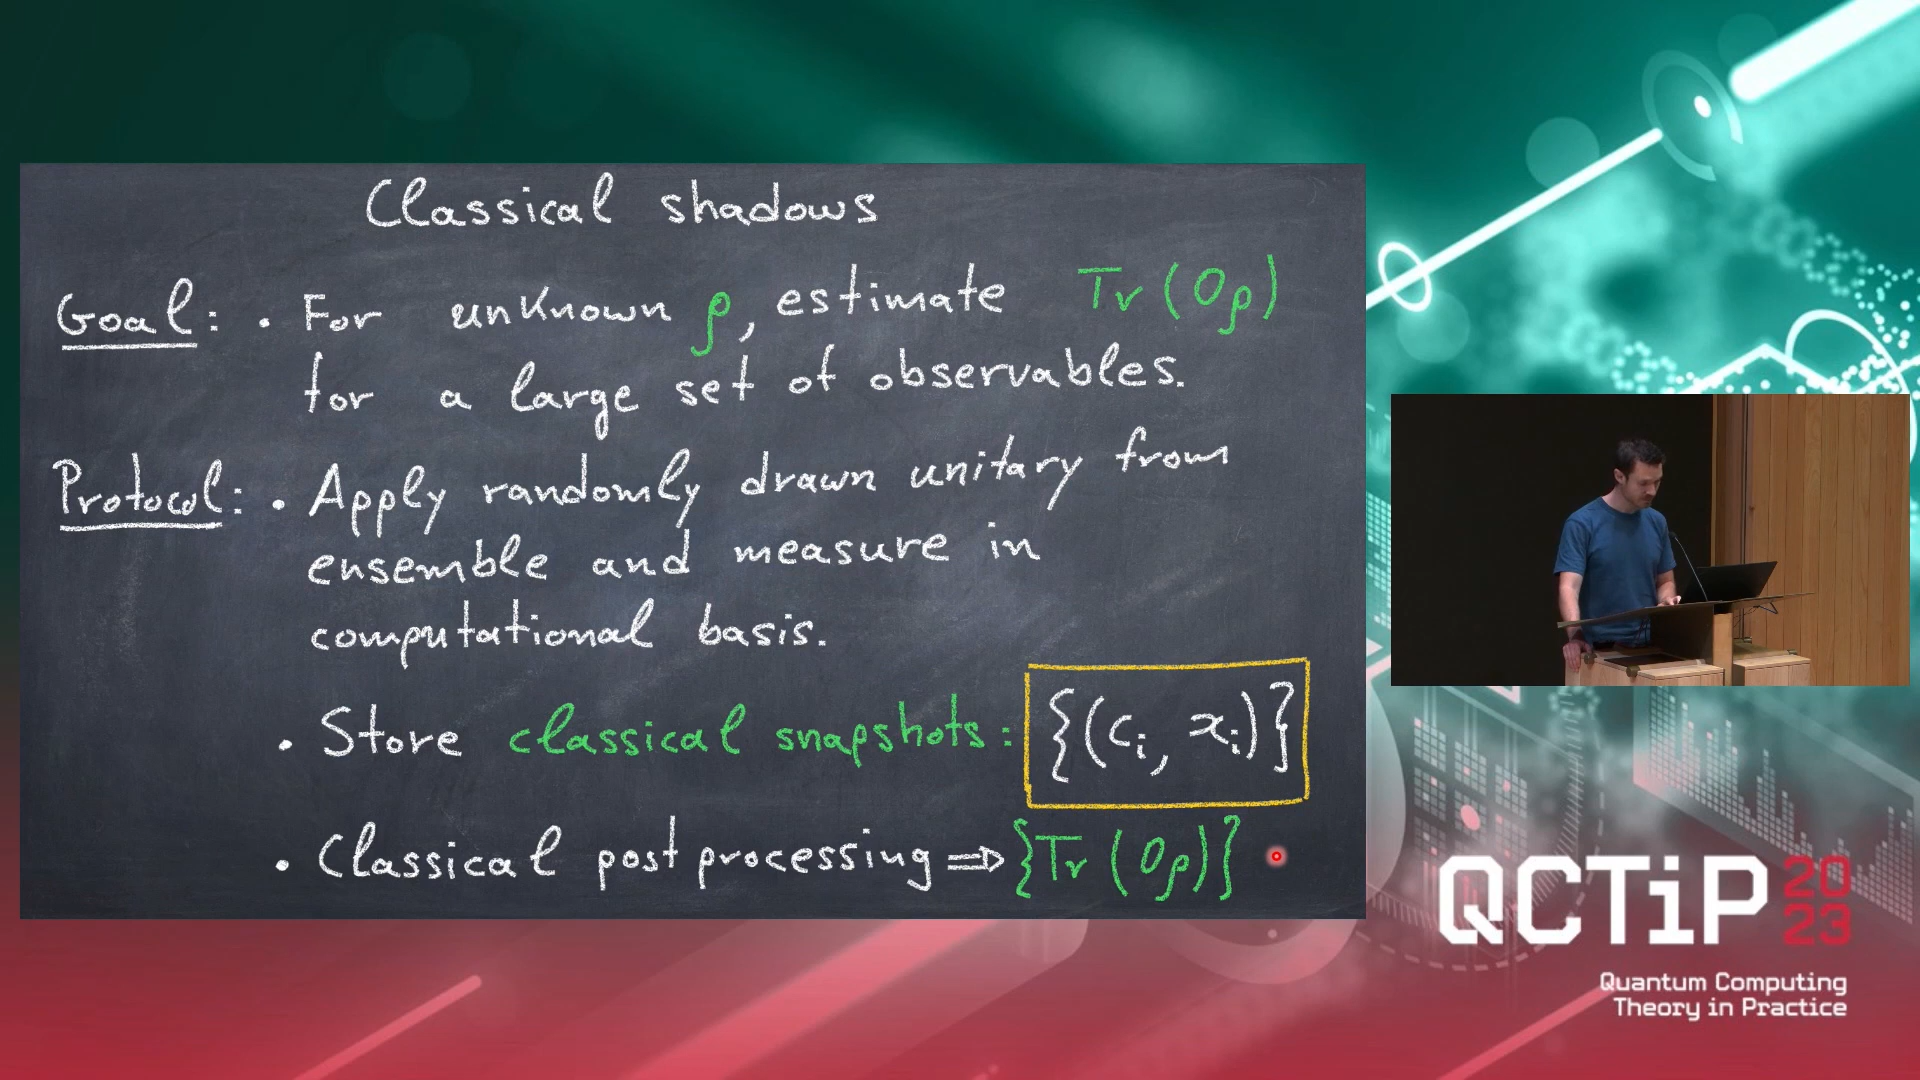 Classical shadows
Goal: • For unknown ρ, estimate Tr(Oρ)
for a large set of observables.
Protocol: • Apply randomly drawn unitary from
ensemble and measure in
computational basis.
• Store classical snapshots: {(Ci, xi)}
• Classical post processing ⇒ {Tr(Oρ)}
QCTiP 2023
Quantum Computing
Theory in Practice